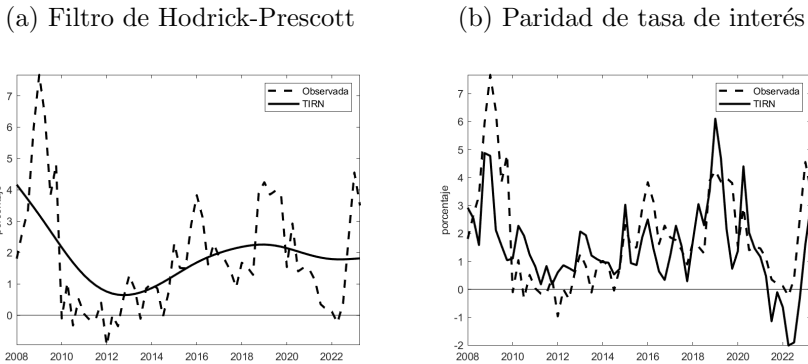 (a) Filtro de Hodrick-Prescott
(b) Paridad de tasa de interés
Observada
TIRN
7
6
5
4
3
2
1
0
porcentaje
2008 2010 2012 2014 2016 2018 2020 2022
Observada
TIRN
7
6
5
4
3
2
1
0
-1
-2
porcentaje
2008 2010 2012 2014 2016 2018 2020 2022